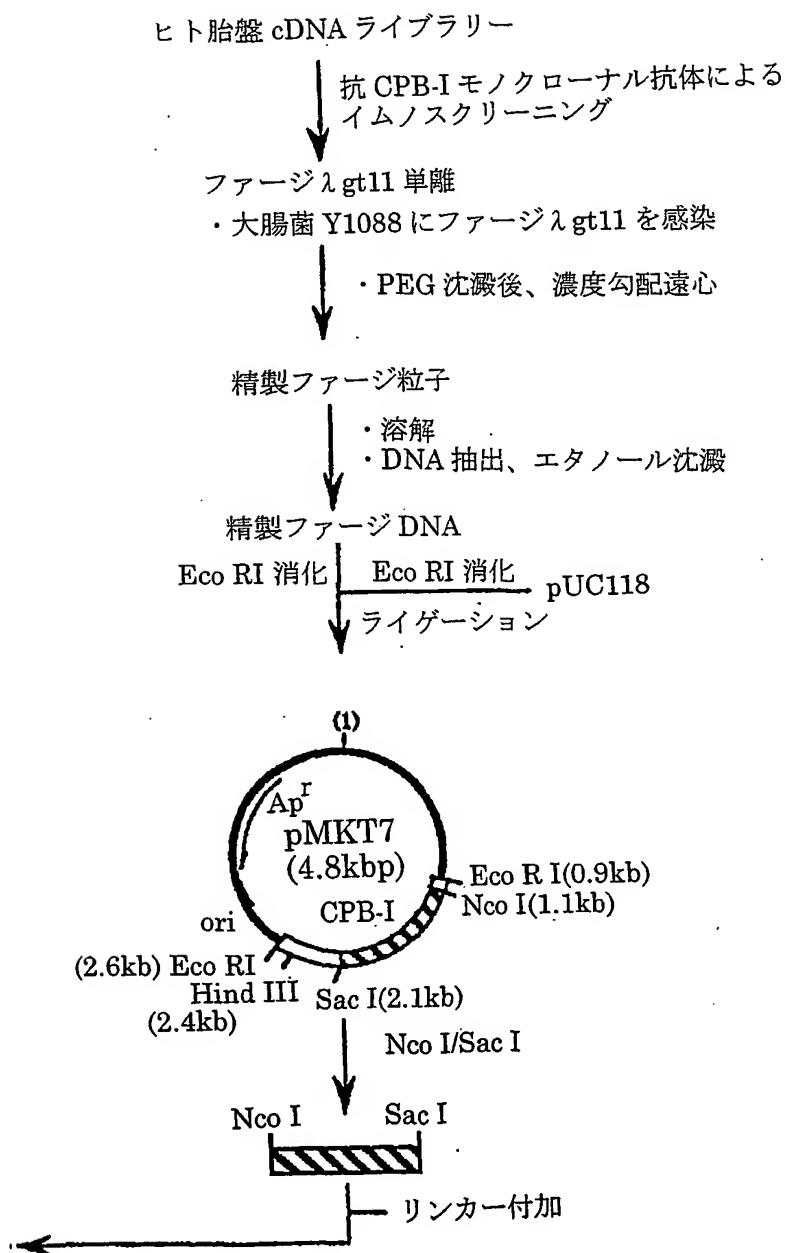 ヒト胎盤 cDNA ライブラリー
抗 CPB-I モノクローナル抗体による
イムノスクリーニング
ファージλgt11 単離
・大腸菌 Y1088 にファージλgt11 を感染
・PEG 沈澱後、濃度勾配遠心
精製ファージ粒子
・溶解
・DNA 抽出、エタノール沈澱
精製ファージ DNA
Eco RI 消化 Eco RI 消化 pUC118
ライゲーション
(1)
Apr
pMKT7
(4.8kbp)
Eco R I(0.9kb)
Nco I(1.1kb)
CPB-I
ori
(2.6kb) Eco RI
Hind III
(2.4kb)
Sac I(2.1kb)
Nco I/Sac I
Nco I Sac I
リンカー付加